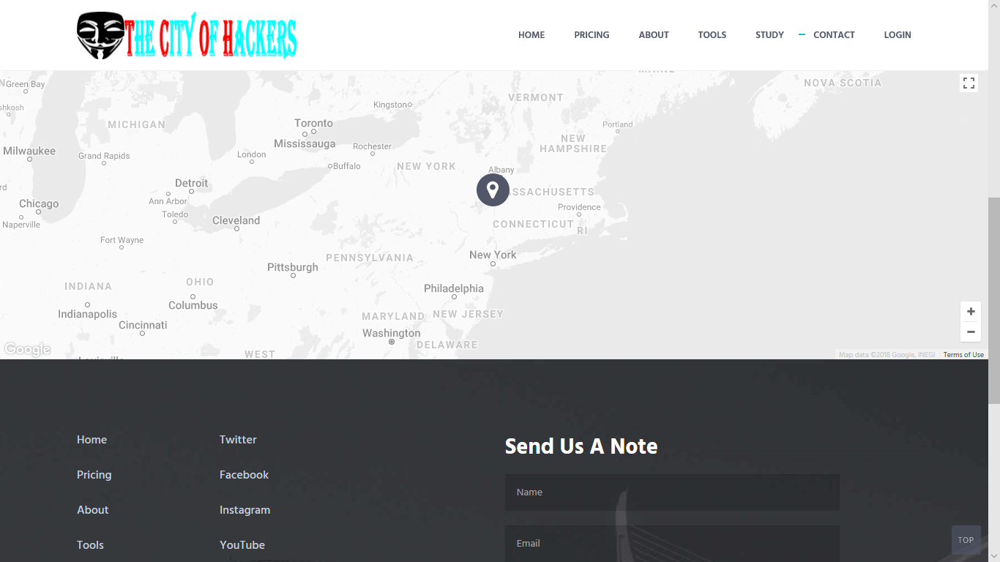 THE CITY OF HACKERS
HOME PRICING ABOUT TOOLS STUDY CONTACT LOGIN
NOVA SCOTIA
Green Bay
VERMONT
Kingston
shkosh
MICHIGAN
Toronto
Portland
Mississauga
NEW
HAMPSHIRE
Milwaukee
Grand Rapids
London
Rochester
Buffalo
NEW YORK
Albany
Detroit
rd
SSACHUSETTS
Chicago
Ann Arbor
Providence
Toledo
Cleveland
Naperville
CONNECTICUT
RI
Fort Wayne
New York
PENNSYLVANIA
Pittsburgh
INDIANA
OHIO
Philadelphia
Columbus
Indianapolis
MARYLAND
NEW JERSEY
Cincinnati
Washington
DELAWARE
Google
WEST
Map data ©2018 Google, INEGI Terms of Use
Home
Twitter
Send Us A Note
Pricing
Facebook
Name
About
Instagram
Tools
YouTube
Email
TOP